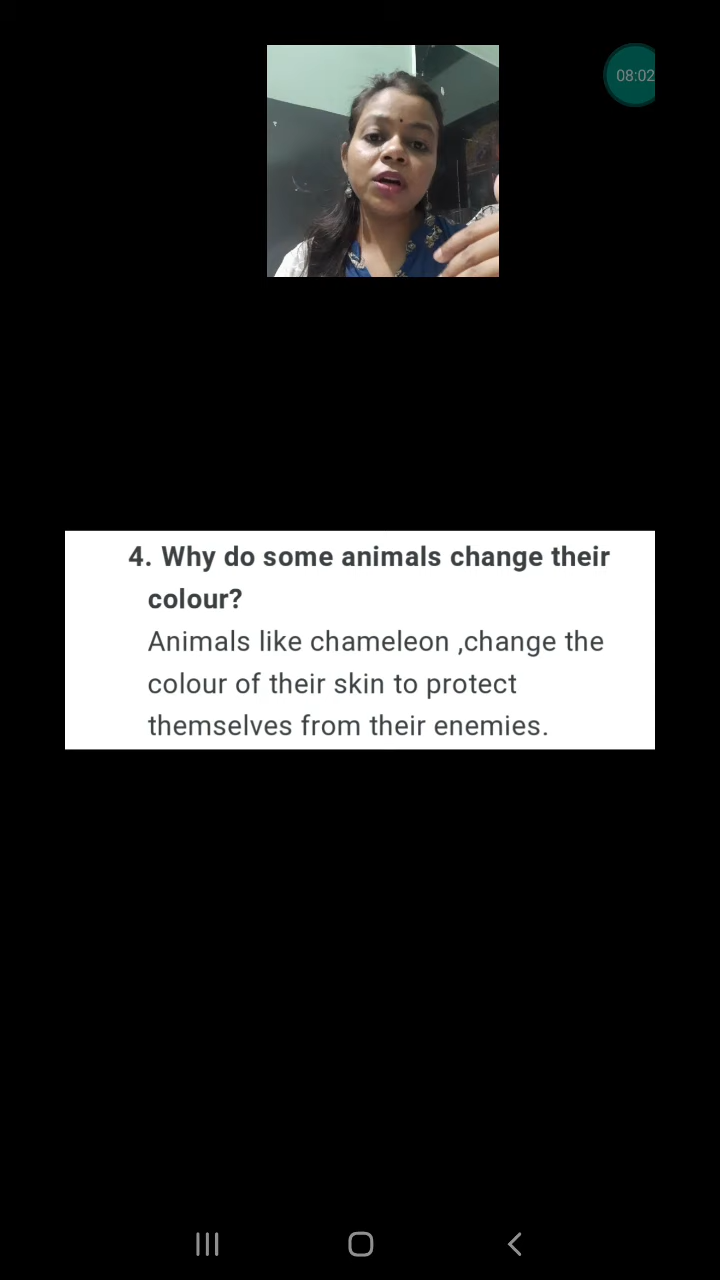 08:02
4. Why do some animals change their
colour?
Animals like chameleon ,change the
colour of their skin to protect
themselves from their enemies.